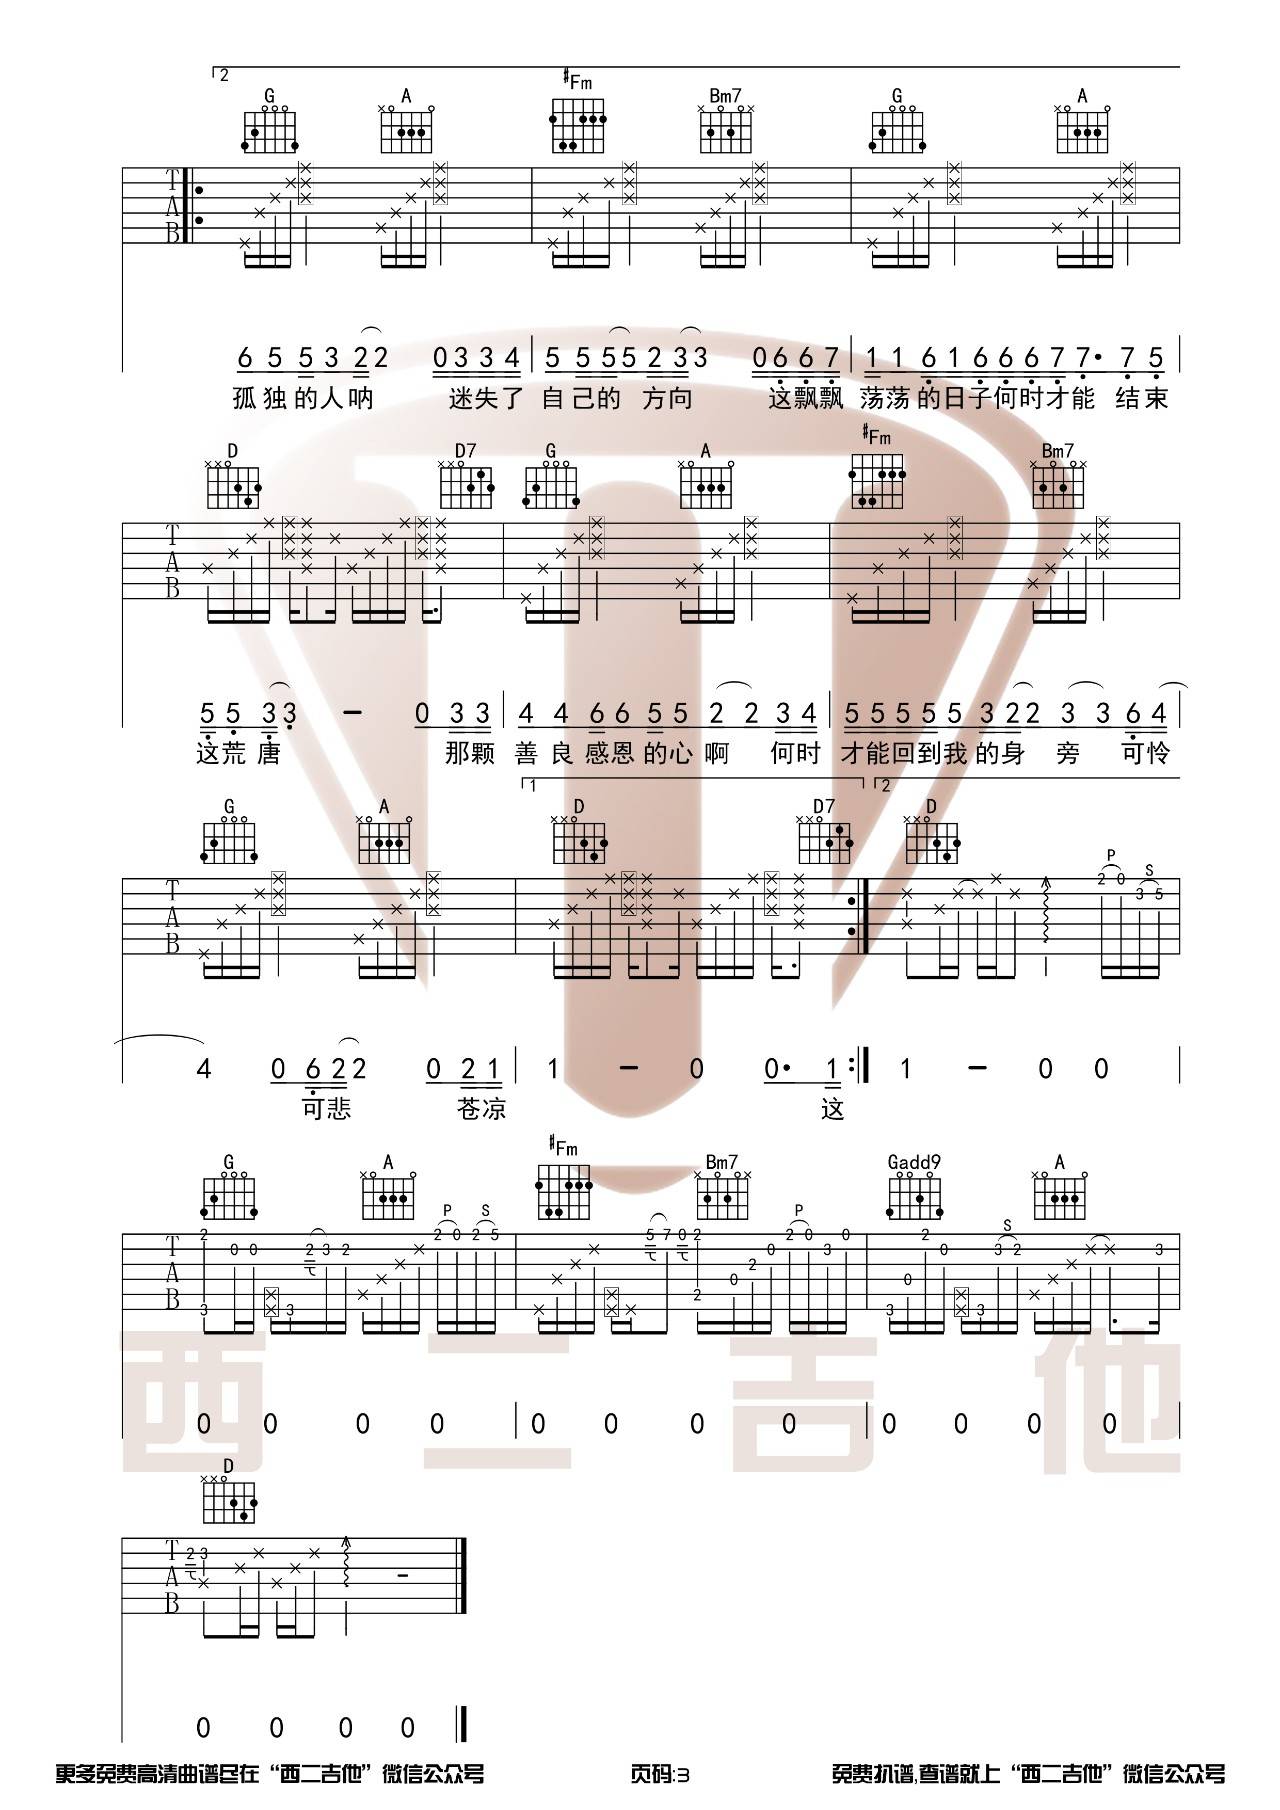 2
G A #Fm Bm7 G A
T A B
6 5 5 3 2 2 0 3 3 4 5 5 5 5 2 3 3 0 6 6 7 1 1 6 1 6 6 6 7 7· 7 5
孤独的人呐 迷失了 自己的 方向 这飘飘 荡荡的日子何时才能 结束
D D7 G A #Fm Bm7
T A B
5 5 3 3 - 0 3 3 4 4 6 6 5 5 2 2 3 4 5 5 5 5 5 3 2 2 3 3 6 4
这荒唐 那颗 善良感恩的心啊 何时 才能回到我的身 旁 可怜
1 2
G A D D7 D
P S
T A B
2 0 3 5
4 0 6 2 2 0 2 1 1 - 0 0· 1 1 - 0 0
可悲 苍凉 这
G A #Fm Bm7 Gadd9 A
P S P S
T A B
2 3 0 0 3 2 3 2 2 0 2 5 5 7 0 2 2 0 2 0 2 0 3 0 3 0 2 0 3 3 2 3
0 0 0 0 0 0 0 0 0 0 0 0
西二吉他
D
T A B
2 3
0 0 0 0
更多免费高清曲谱尽在“西二吉他”微信公众号 页码:3 免费扒谱,查谱就上“西二吉他”微信公众号